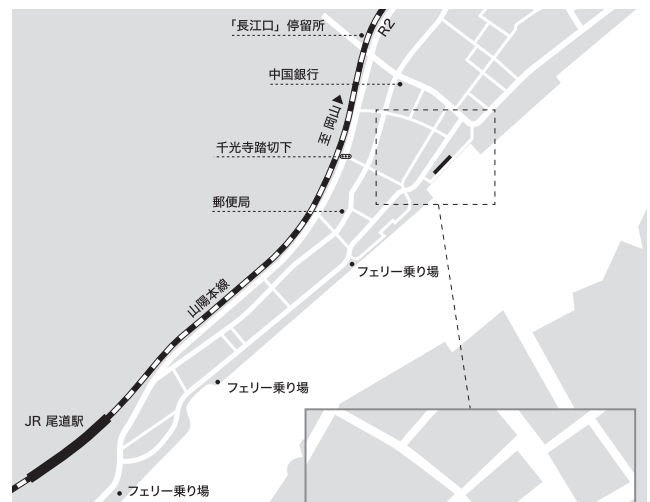 「長江口」停留所
R2
中国銀行
至 岡山▲
千光寺踏切下
郵便局
フェリー乗り場
山陽本線
フェリー乗り場
JR 尾道駅
フェリー乗り場